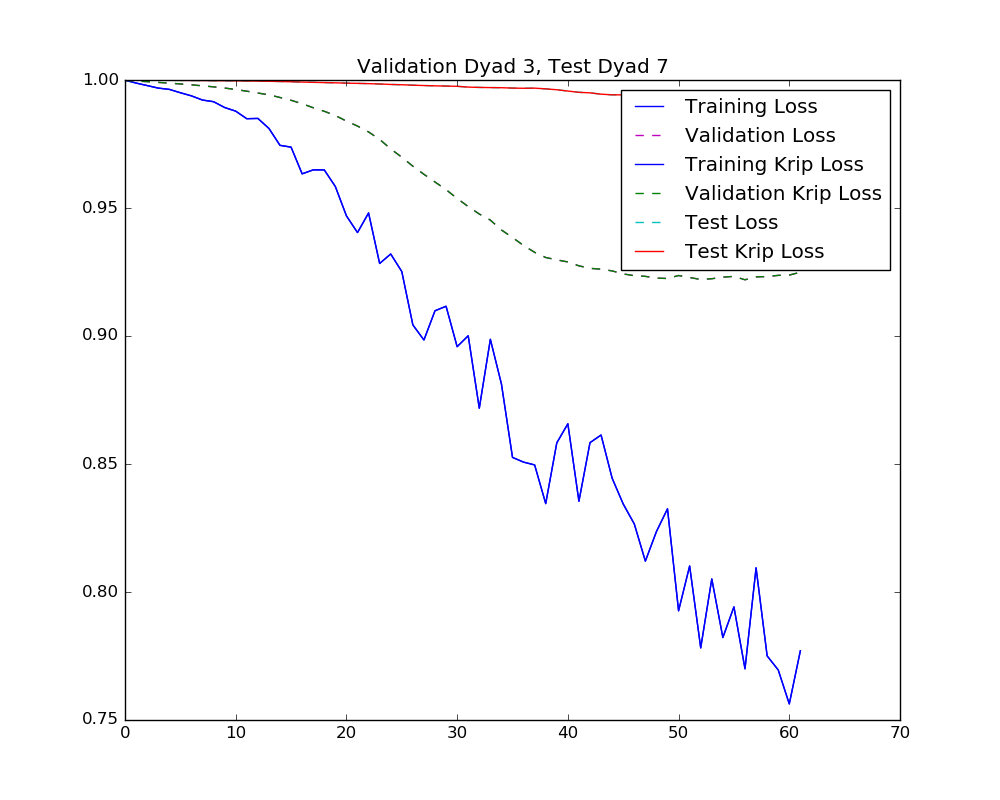 Validation Dyad 3, Test Dyad 7
1.00
0.95
0.90
0.85
0.80
0.75
0
10
20
30
40
50
60
70
Training Loss
Validation Loss
Training Krip Loss
Validation Krip Loss
Test Loss
Test Krip Loss